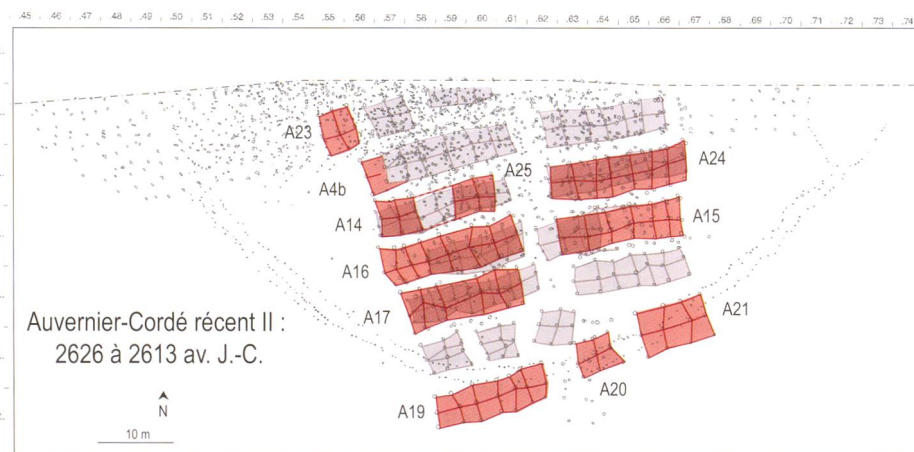 .45 .46 .47 .48 .49 .50 .51 .52 .53 .54 .55 .56 .57 .58 .59 .60 .61 .62 .63 .64 .65 .66 .67 .68 .69 .70 .71 .72 .73 .74
A23
A25
A24
A4b
A14
A15
A16
A17
A21
Auvernier-Cordé récent II :
2626 à 2613 av. J.-C.
A20
A19
N
10 m